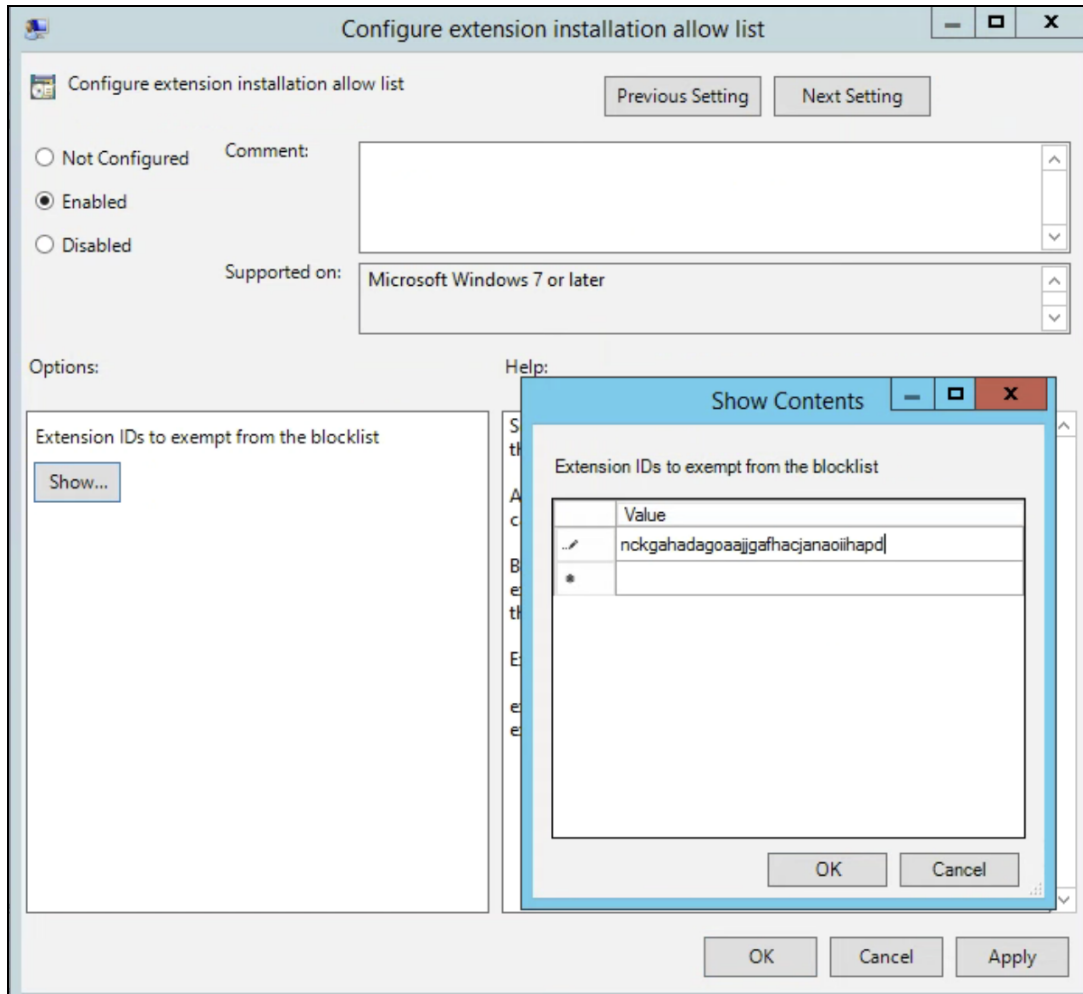 Configure extension installation allow list
Configure extension installation allow list
Previous Setting
Next Setting
Not Configured
Comment:
Enabled
Disabled
Supported on:
Microsoft Windows 7 or later
Options:
Help:
Extension IDs to exempt from the blocklist
Show...
Show Contents
Extension IDs to exempt from the blocklist
Value
nckgahadagoaajjgafhacjanaoiihapd
OK
Cancel
OK
Cancel
Apply